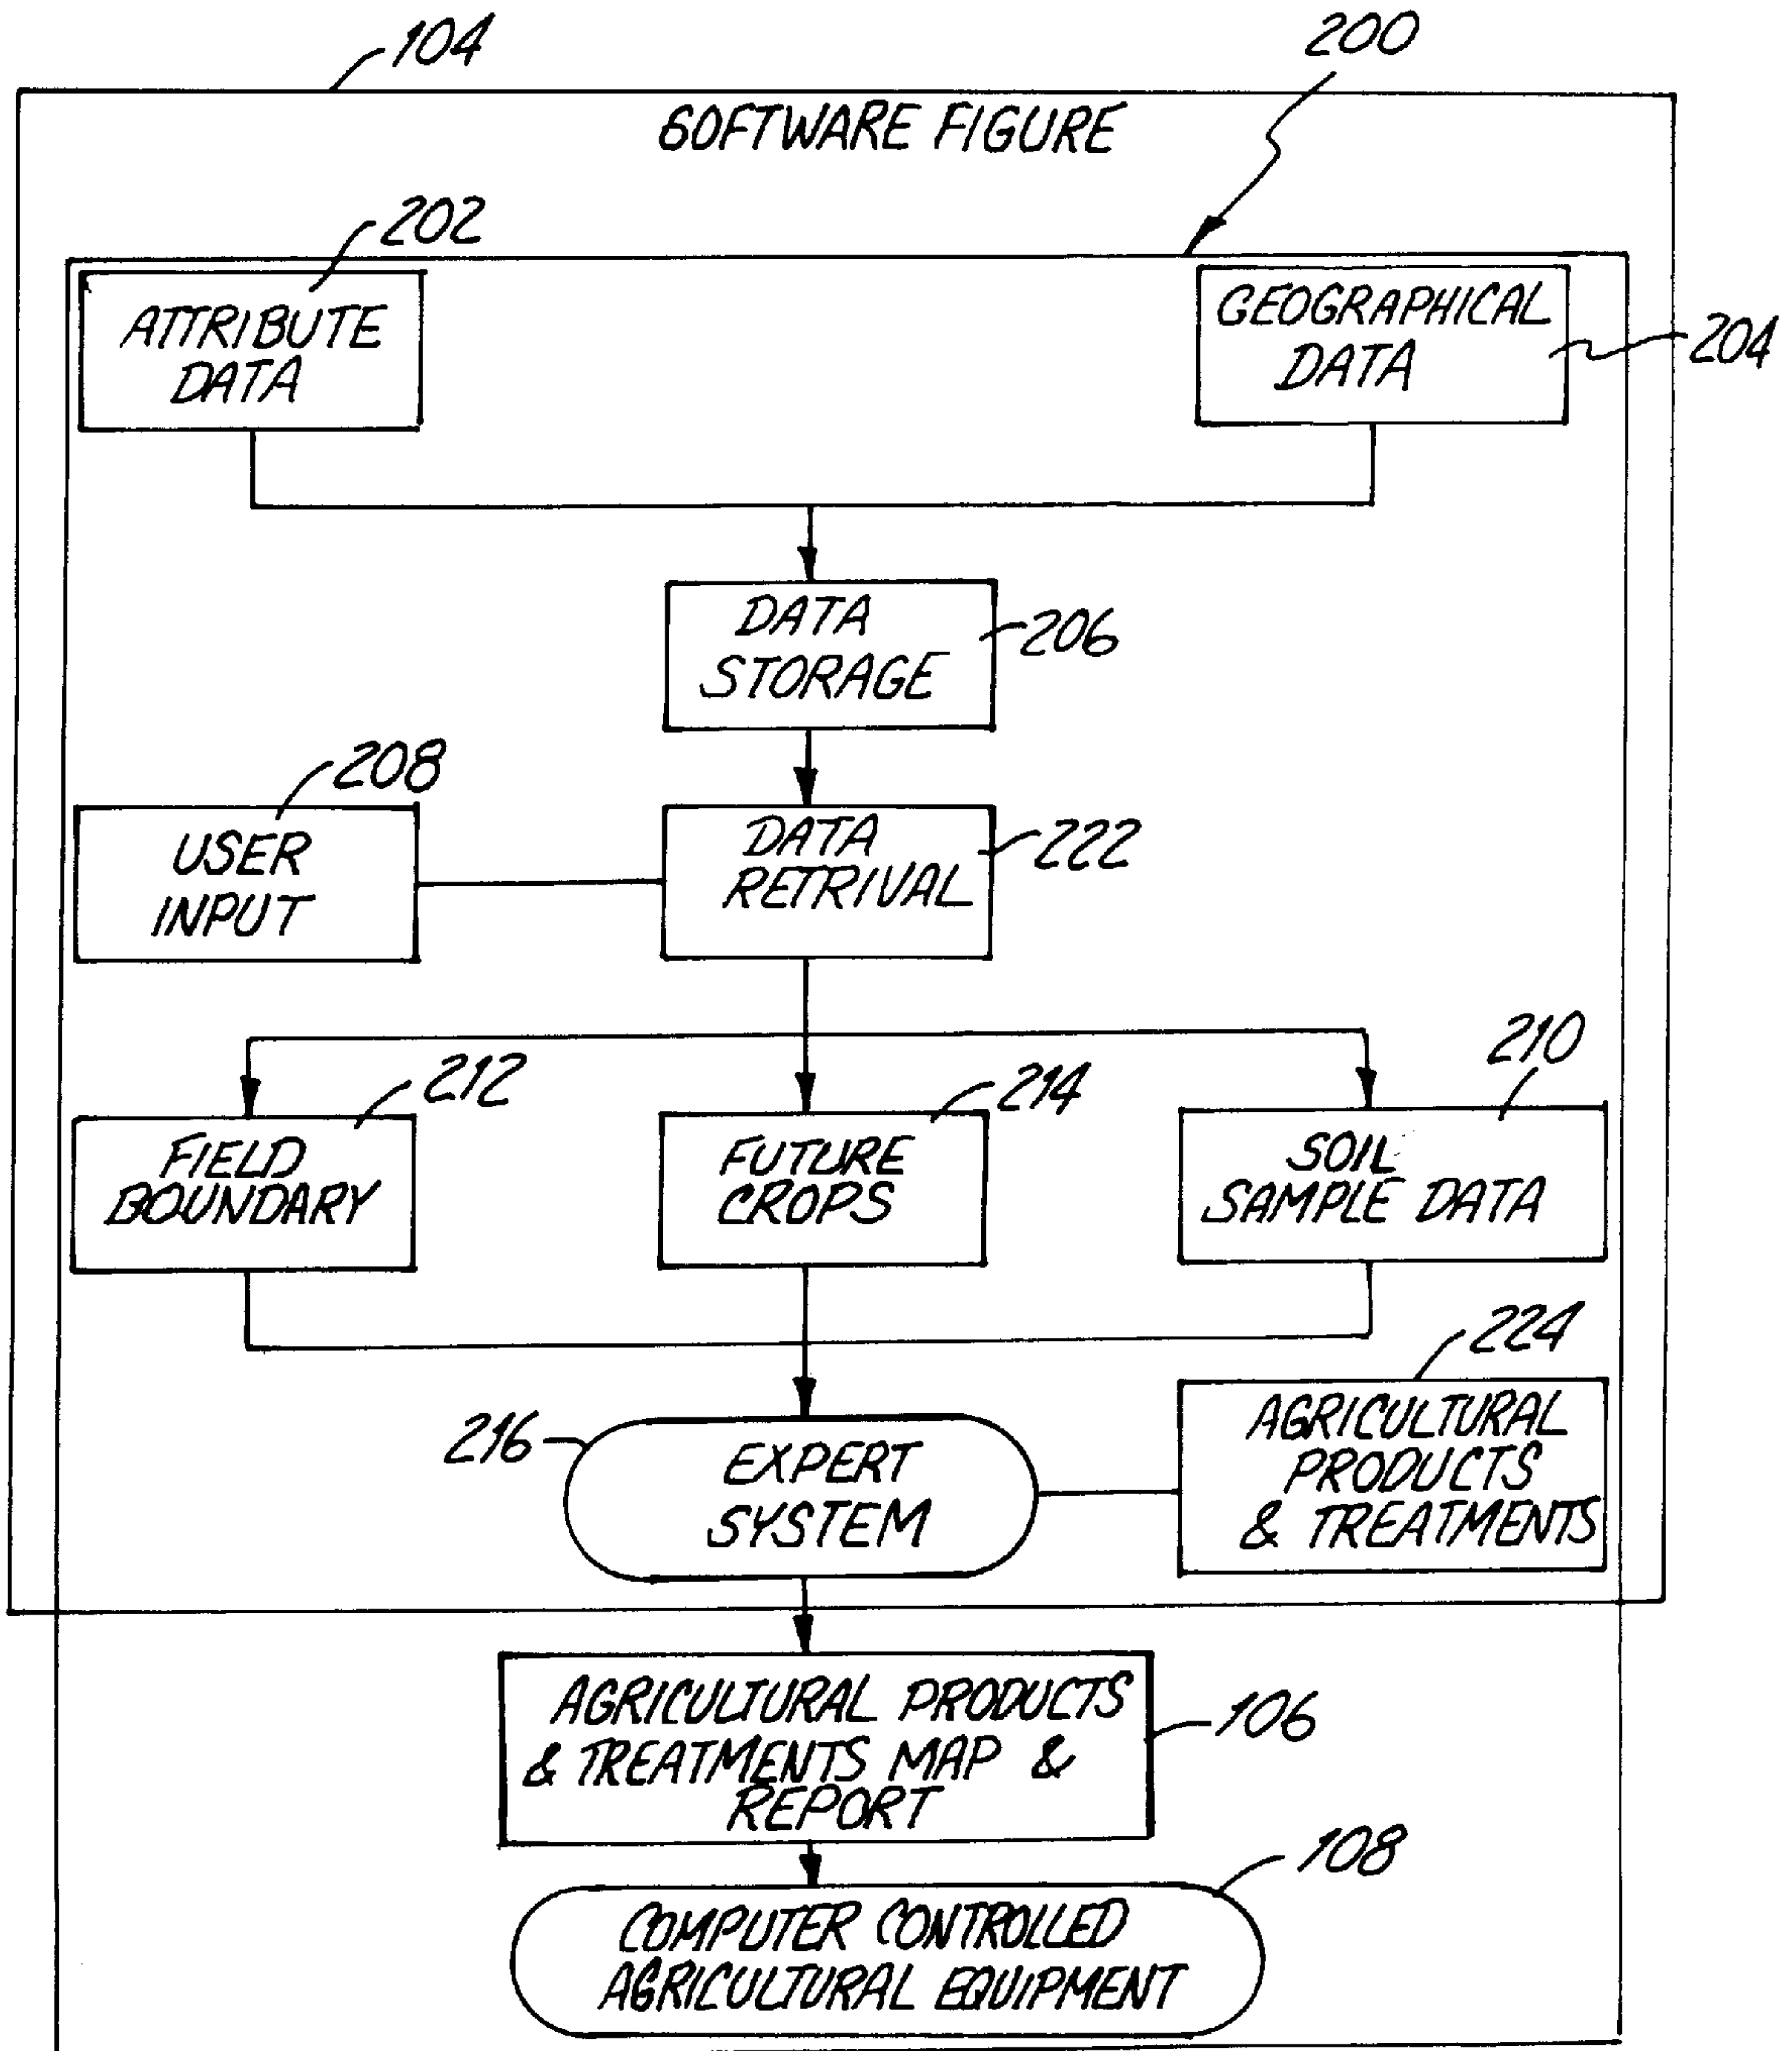 104
200
SOFTWARE FIGURE
202
ATTRIBUTE
DATA
GEOGRAPHICAL
DATA
204
DATA
STORAGE
206
208
USER
INPUT
DATA
RETRIVAL
222
212
FIELD
BOUNDARY
214
FUTURE
CROPS
210
SOIL
SAMPLE DATA
216
EXPERT
SYSTEM
224
AGRICULTURAL
PRODUCTS
& TREATMENTS
AGRICULTURAL PRODUCTS
& TREATMENTS MAP &
REPORT
106
108
COMPUTER CONTROLLED
AGRICULTURAL EQUIPMENT